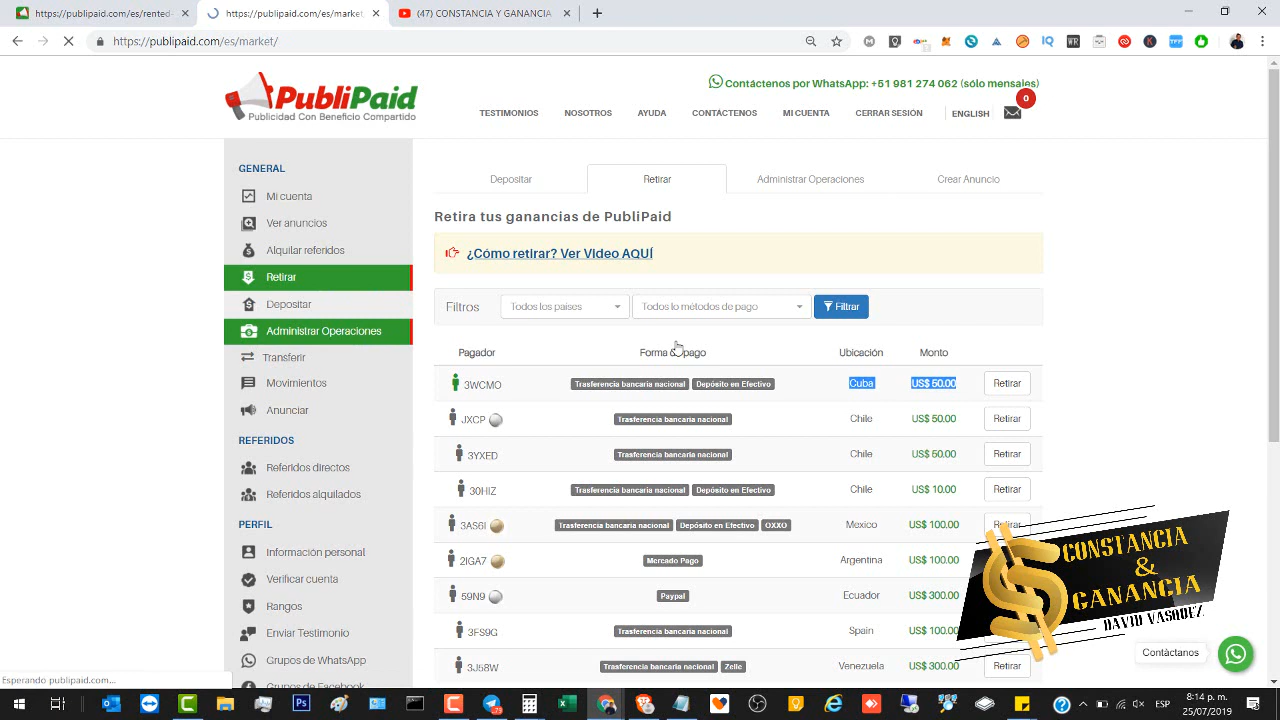 https://publipaid.com/es/rented-
https://publipaid.com/es/market
(47) CONSTANCIA Y GANANCIA
https://publipaid.com/es/market/
PubliPaid
Publicidad Con Beneficio Compartido
Contáctenos por WhatsApp: +51 981 274 062 (sólo mensales)
0
TESTIMONIOS NOSOTROS AYUDA CONTÁCTENOS MI CUENTA CERRAR SESIÓN ENGLISH
GENERAL
Mi cuenta
Ver anuncios
Alquilar referidos
Retirar
Depositar
Administrar Operaciones
Transferir
Movimientos
Anunciar
REFERIDOS
Referidos directos
Referidos alquilados
PERFIL
Información personal
Verificar cuenta
Rangos
Enviar Testimonio
Grupos de WhatsApp
Grupos de Facebook
Depositar Retirar Administrar Operaciones Crear Anuncio
Retira tus ganancias de PubliPaid
¿Cómo retirar? Ver Video AQUÍ
Filtros Todos los paises Todos lo métodos de pago Filtrar
Pagador Forma de pago Ubicación Monto
3WCMO Trasferencia bancaria nacional Depósito en Efectivo Cuba US$ 50.00 Retirar
JXCP Trasferencia bancaria nacional Chile US$ 50.00 Retirar
3YXED Trasferencia bancaria nacional Chile US$ 50.00 Retirar
30HIZ Trasferencia bancaria nacional Depósito en Efectivo Chile US$ 10.00 Retirar
3AS6I Trasferencia bancaria nacional Depósito en Efectivo OXXO Mexico US$ 100.00 Retirar
2IGA7 Mercado Pago Argentina US$ 100.00
59N9 Paypal Ecuador US$ 300.00
3FS9G Trasferencia bancaria nacional Spain US$ 100.00
3J58W Trasferencia bancaria nacional Zelle Venezuela US$ 300.00 Retirar
CONSTANCIA
&
GANANCIA
DAVID VASQUEZ
Contáctanos
Esperando publipaid.com...
ESP
8:14 p. m.
25/07/2019